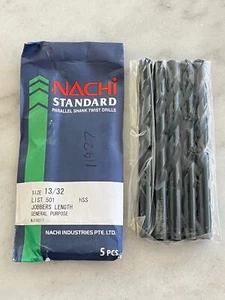 NACHi
STANDARD
PARALLEL SHANK TWIST DRILLS
1927
SIZE 13/32
LIST 501 HSS
JOBBERS LENGTH
GENERAL PURPOSE
NACHI INDUSTRIES PTE. LTD.
5 PCS.